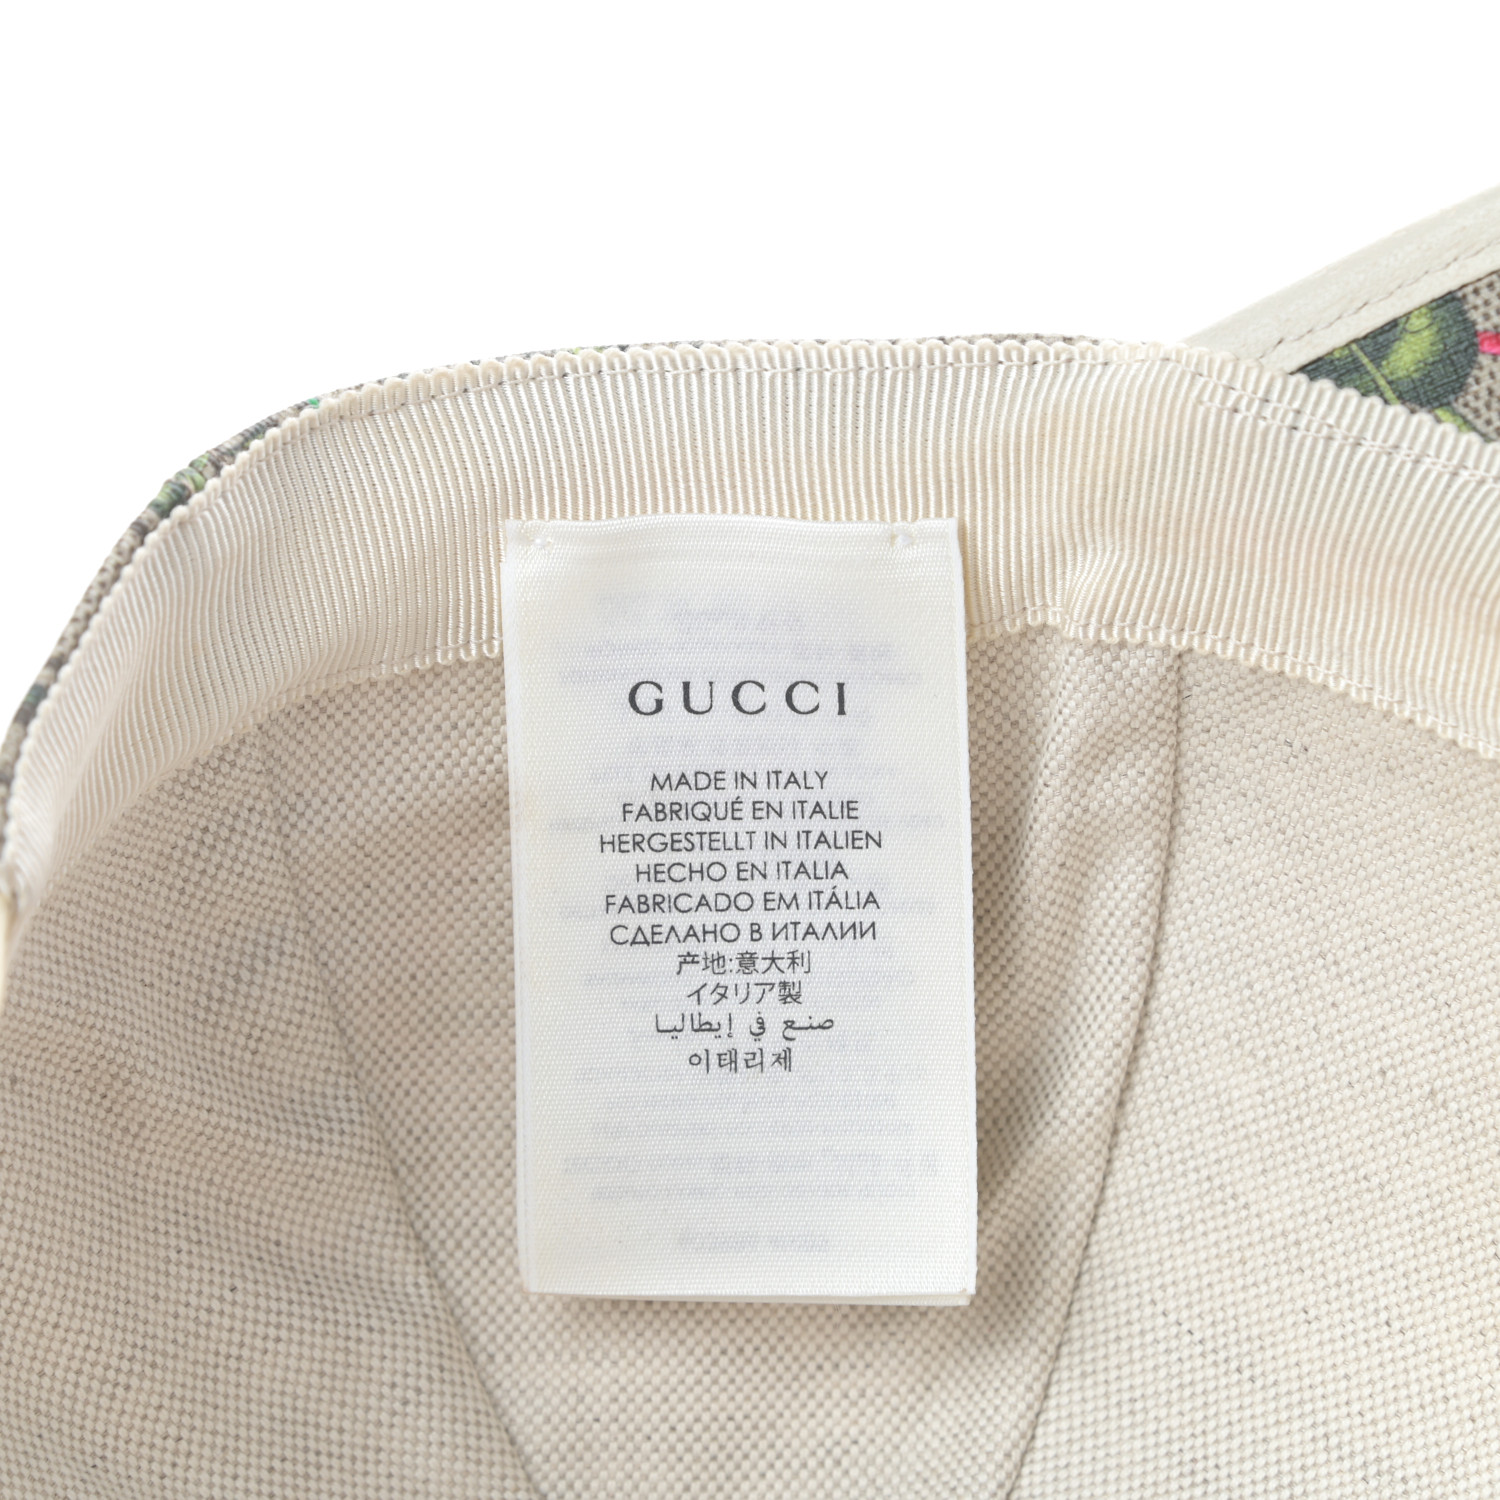 GUCCI
MADE IN ITALY
FABRIQUÉ EN ITALIE
HERGESTELLT IN ITALIEN
HECHO EN ITALIA
FABRICADO EM ITÁLIA
СДЕЛАНО В ИТАЛИИ
产地:意大利
イタリア製
صنع في إيطاليا
이태리제